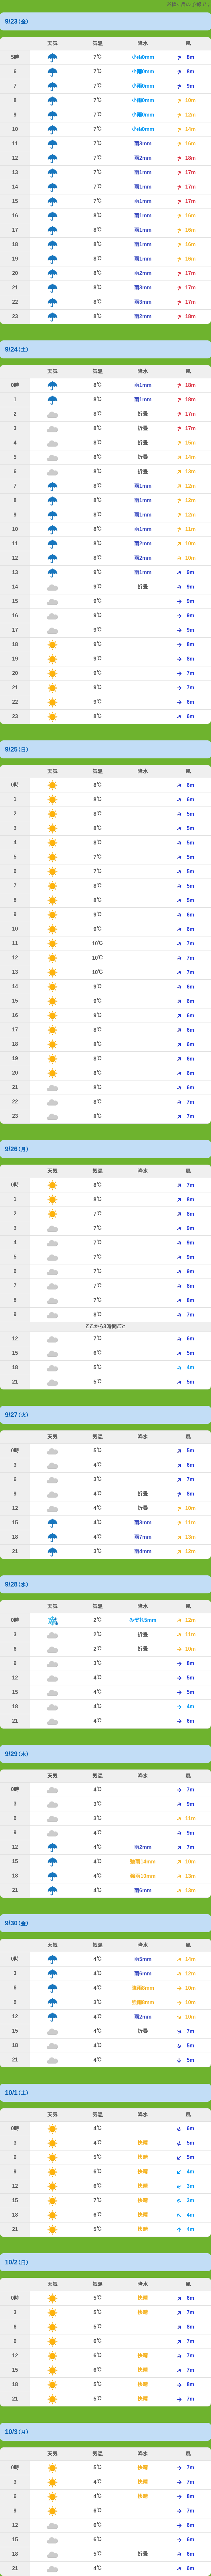 9/23(金)
天気 気温 降水 風
5時 7℃ 小雨0mm 8m
6 7℃ 小雨0mm 8m
7 7℃ 小雨0mm 9m
8 7℃ 小雨0mm 10m
9 7℃ 小雨0mm 12m
10 7℃ 小雨0mm 14m
11 7℃ 雨3mm 16m
12 7℃ 雨2mm 18m
13 7℃ 雨1mm 17m
14 7℃ 雨1mm 17m
15 7℃ 雨1mm 17m
16 8℃ 雨1mm 16m
17 8℃ 雨1mm 16m
18 8℃ 雨1mm 16m
19 8℃ 雨1mm 16m
20 8℃ 雨2mm 17m
21 8℃ 雨3mm 17m
22 8℃ 雨3mm 17m
23 8℃ 雨2mm 18m
9/24(土)
天気 気温 降水 風
0時 8℃ 雨1mm 18m
1 8℃ 雨1mm 18m
2 8℃ 折畳 17m
3 8℃ 折畳 17m
4 8℃ 折畳 15m
5 8℃ 折畳 14m
6 8℃ 折畳 13m
7 8℃ 雨1mm 12m
8 8℃ 雨1mm 12m
9 8℃ 雨1mm 12m
10 8℃ 雨1mm 11m
11 8℃ 雨2mm 10m
12 8℃ 雨2mm 10m
13 9℃ 雨1mm 9m
14 9℃ 折畳 9m
15 9℃ 9m
16 9℃ 9m
17 9℃ 9m
18 9℃ 8m
19 9℃ 8m
20 9℃ 7m
21 9℃ 7m
22 9℃ 6m
23 8℃ 6m
9/25(日)
天気 気温 降水 風
0時 8℃ 6m
1 8℃ 6m
2 8℃ 5m
3 8℃ 5m
4 8℃ 5m
5 7℃ 5m
6 7℃ 5m
7 8℃ 5m
8 8℃ 5m
9 9℃ 6m
10 9℃ 6m
11 10℃ 7m
12 10℃ 7m
13 10℃ 7m
14 9℃ 6m
15 9℃ 6m
16 9℃ 6m
17 8℃ 6m
18 8℃ 6m
19 8℃ 6m
20 8℃ 6m
21 8℃ 6m
22 8℃ 7m
23 8℃ 7m
9/26(月)
天気 気温 降水 風
0時 8℃ 7m
1 8℃ 8m
2 7℃ 8m
3 7℃ 9m
4 7℃ 9m
5 7℃ 9m
6 7℃ 9m
7 7℃ 8m
8 7℃ 8m
9 8℃ 7m
ここから3時間ごと
12 7℃ 6m
15 6℃ 5m
18 5℃ 4m
21 5℃ 5m
9/27(火)
天気 気温 降水 風
0時 5℃ 5m
3 4℃ 6m
6 3℃ 7m
9 4℃ 折畳 8m
12 4℃ 折畳 10m
15 4℃ 雨3mm 11m
18 4℃ 雨7mm 12m
21 3℃ 雨4mm 12m
9/28(水)
天気 気温 降水 風
0時 2℃ みぞれ5mm 12m
3 2℃ 折畳 11m
6 2℃ 折畳 10m
9 3℃ 8m
12 4℃ 5m
15 4℃ 5m
18 4℃ 4m
21 4℃ 6m
9/29(木)
天気 気温 降水 風
0時 4℃ 7m
3 3℃ 9m
6 3℃ 11m
9 4℃ 9m
12 4℃ 雨2mm 7m
15 4℃ 強雨14mm 10m
18 4℃ 強雨10mm 13m
21 4℃ 雨6mm 13m
9/30(金)
天気 気温 降水 風
0時 4℃ 雨5mm 14m
3 4℃ 雨6mm 12m
6 4℃ 強雨8mm 10m
9 3℃ 強雨8mm 10m
12 4℃ 雨2mm 10m
15 4℃ 折畳 7m
18 4℃ 5m
21 4℃ 5m
10/1(土)
天気 気温 降水 風
0時 4℃ 6m
3 4℃ 快晴 5m
6 5℃ 快晴 5m
9 6℃ 快晴 4m
12 6℃ 快晴 3m
15 7℃ 快晴 3m
18 6℃ 快晴 4m
21 5℃ 快晴 4m
10/2(日)
天気 気温 降水 風
0時 5℃ 快晴 6m
3 5℃ 快晴 7m
6 5℃ 8m
9 6℃ 7m
12 6℃ 快晴 7m
15 6℃ 快晴 7m
18 5℃ 快晴 8m
21 5℃ 快晴 7m
10/3(月)
天気 気温 降水 風
0時 5℃ 快晴 7m
3 4℃ 快晴 7m
6 4℃ 快晴 8m
9 6℃ 7m
12 6℃ 6m
15 6℃ 6m
18 5℃ 折畳 6m
21 4℃ 6m